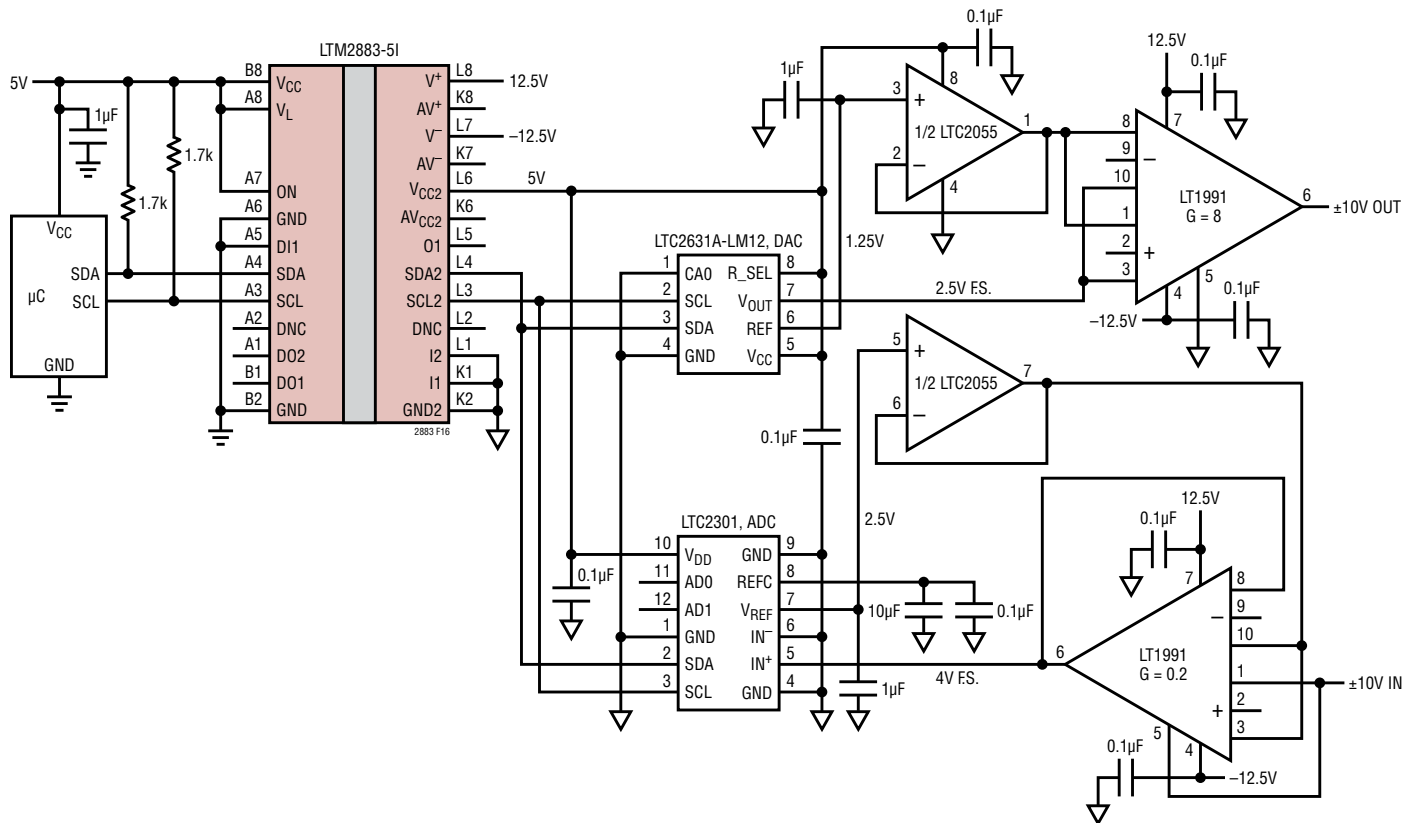 LTM2883-5I
5V
B8 VCC
A8 VL
A7 ON
A6 GND
A5 DI1
A4 SDA
A3 SCL
A2 DNC
A1 DO2
B1 DO1
B2 GND
V+ L8 12.5V
AV+ K8
V− L7 −12.5V
AV− K7
VCC2 L6 5V
AVCC2 K6
O1 L5
SDA2 L4
SCL2 L3
DNC L2
I2 L1
I1 K1
GND2 K2
2883 F16
1µF
1.7k
1.7k
VCC
SDA
µC
SCL
GND
LTC2631A-LM12, DAC
1 CA0
2 SCL
3 SDA
4 GND
R_SEL 8
VOUT 7
REF 6
VCC 5
1.25V
2.5V F.S.
0.1µF
1µF
0.1µF
3 +
8
1/2 LTC2055
1
2 −
4
12.5V
0.1µF
8
7
9 −
10
LT1991
G = 8
6 ±10V OUT
1
2 +
3
5
4
0.1µF
−12.5V
5 +
1/2 LTC2055
7
6 −
LTC2301, ADC
2.5V
0.1µF
10 VDD
11 AD0
12 AD1
1 GND
2 SDA
3 SCL
GND 9
REFC 8
VREF 7
IN− 6
IN+ 5
GND 4
10µF
0.1µF
1µF
4V F.S.
12.5V
0.1µF
7
8
− 9
10
6
LT1991
G = 0.2
1 ±10V IN
+ 2
3
5
4
0.1µF
−12.5V